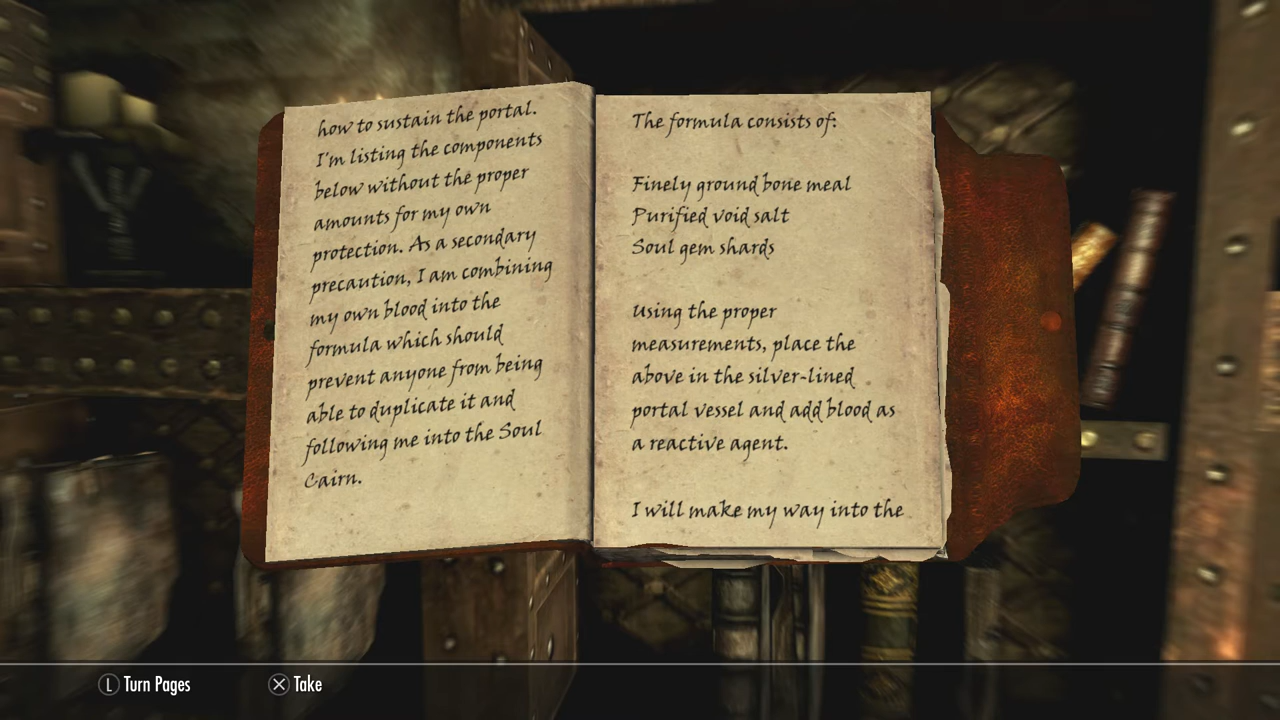 how to sustain the portal.
I'm listing the components
below without the proper
amounts for my own
protection. As a secondary
precaution, I am combining
my own blood into the
formula which should
prevent anyone from being
able to duplicate it and
following me into the Soul
Cairn.
The formula consists of:
Finely ground bone meal
Purified void salt
Soul gem shards
Using the proper
measurements, place the
above in the silver-lined
portal vessel and add blood as
a reactive agent.
I will make my way into the
L Turn Pages
X Take